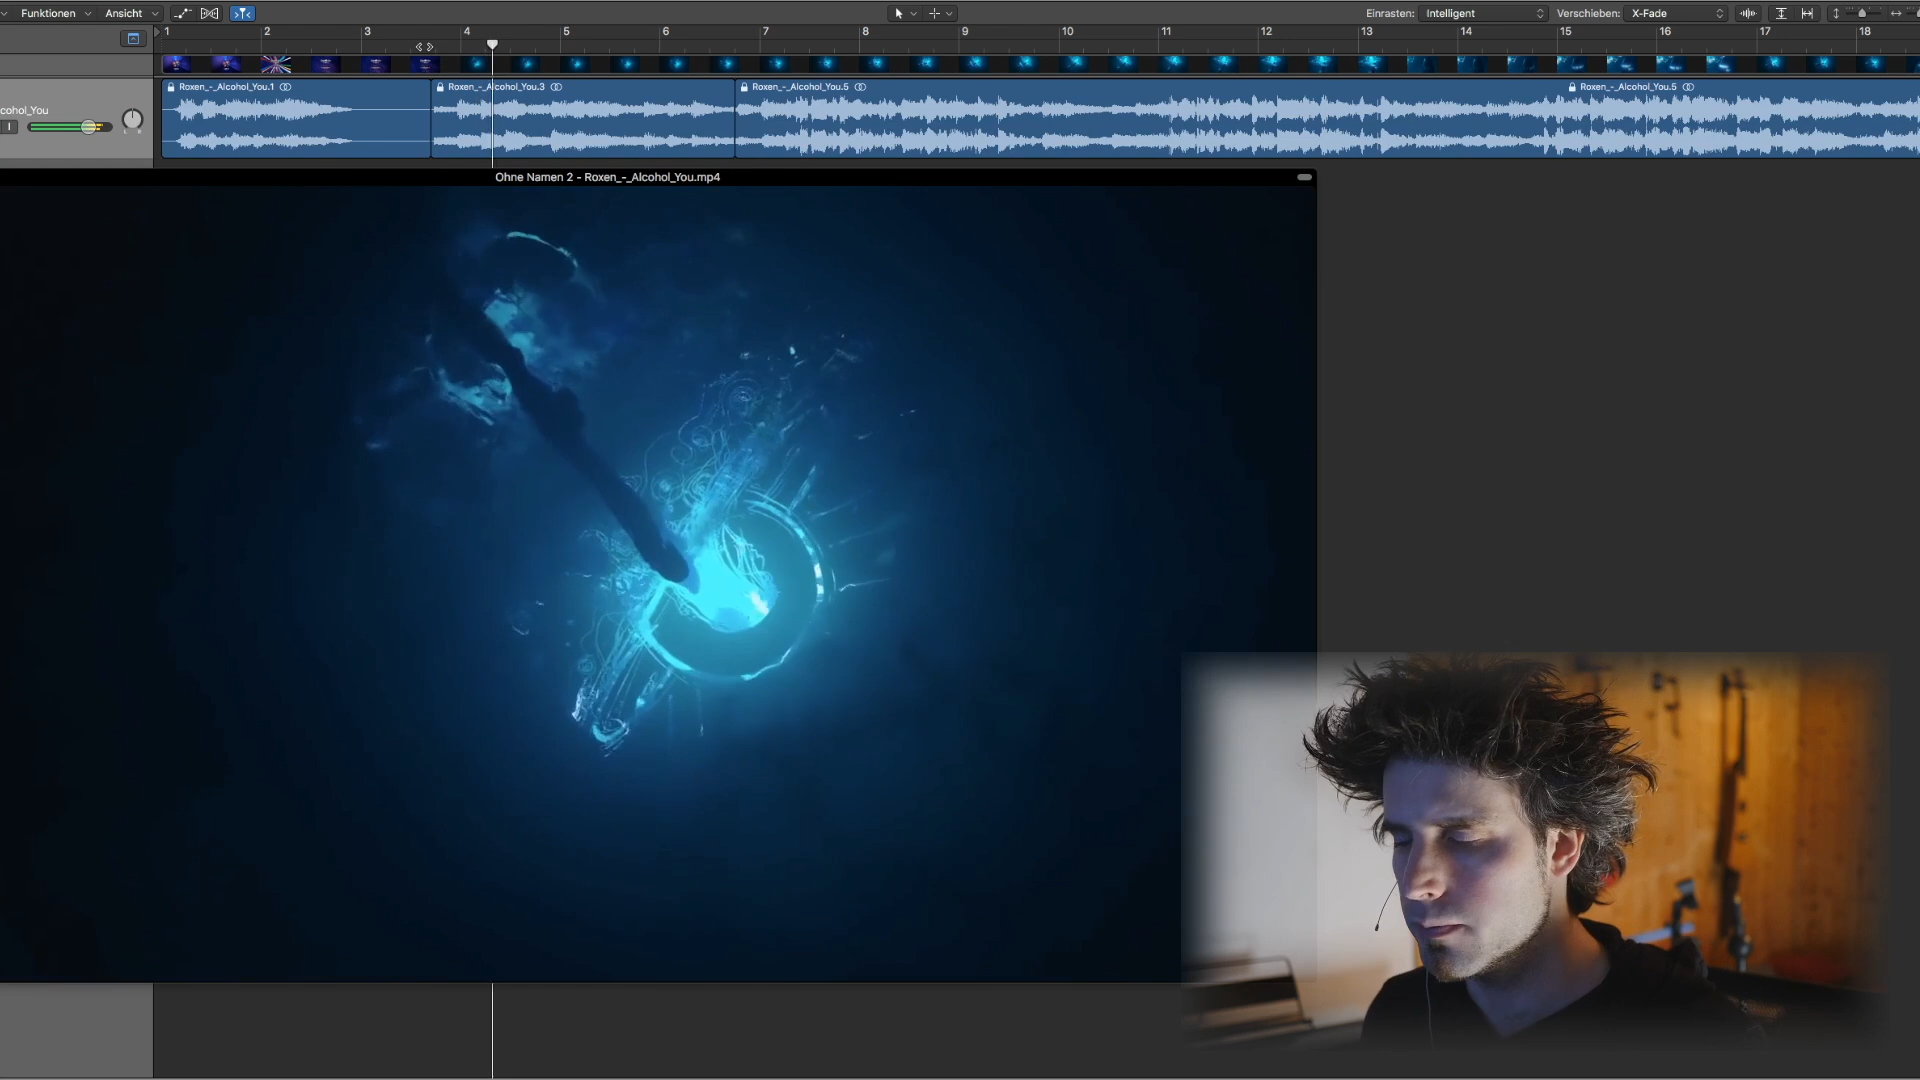 Funktionen Ansicht Einrasten: Intelligent Verschieben: X-Fade
1 2 3 4 5 6 7 8 9 10 11 12 13 14 15 16 17 18
cohol_You
I
Roxen_-_Alcohol_You.1 Roxen_-_Alcohol_You.3 Roxen_-_Alcohol_You.5 Roxen_-_Alcohol_You.5
Ohne Namen 2 - Roxen_-_Alcohol_You.mp4